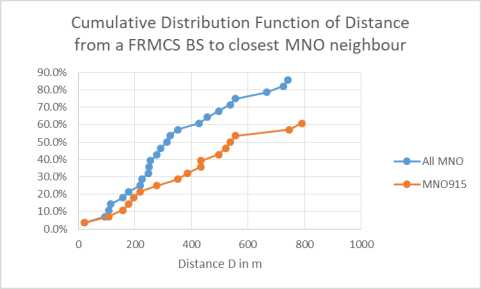 Cumulative Distribution Function of Distance
from a FRMCS BS to closest MNO neighbour
90.0%
80.0%
70.0%
60.0%
50.0%
40.0%
30.0%
20.0%
10.0%
0.0%
0 200 400 600 800 1000
Distance D in m
All MNO
MNO915